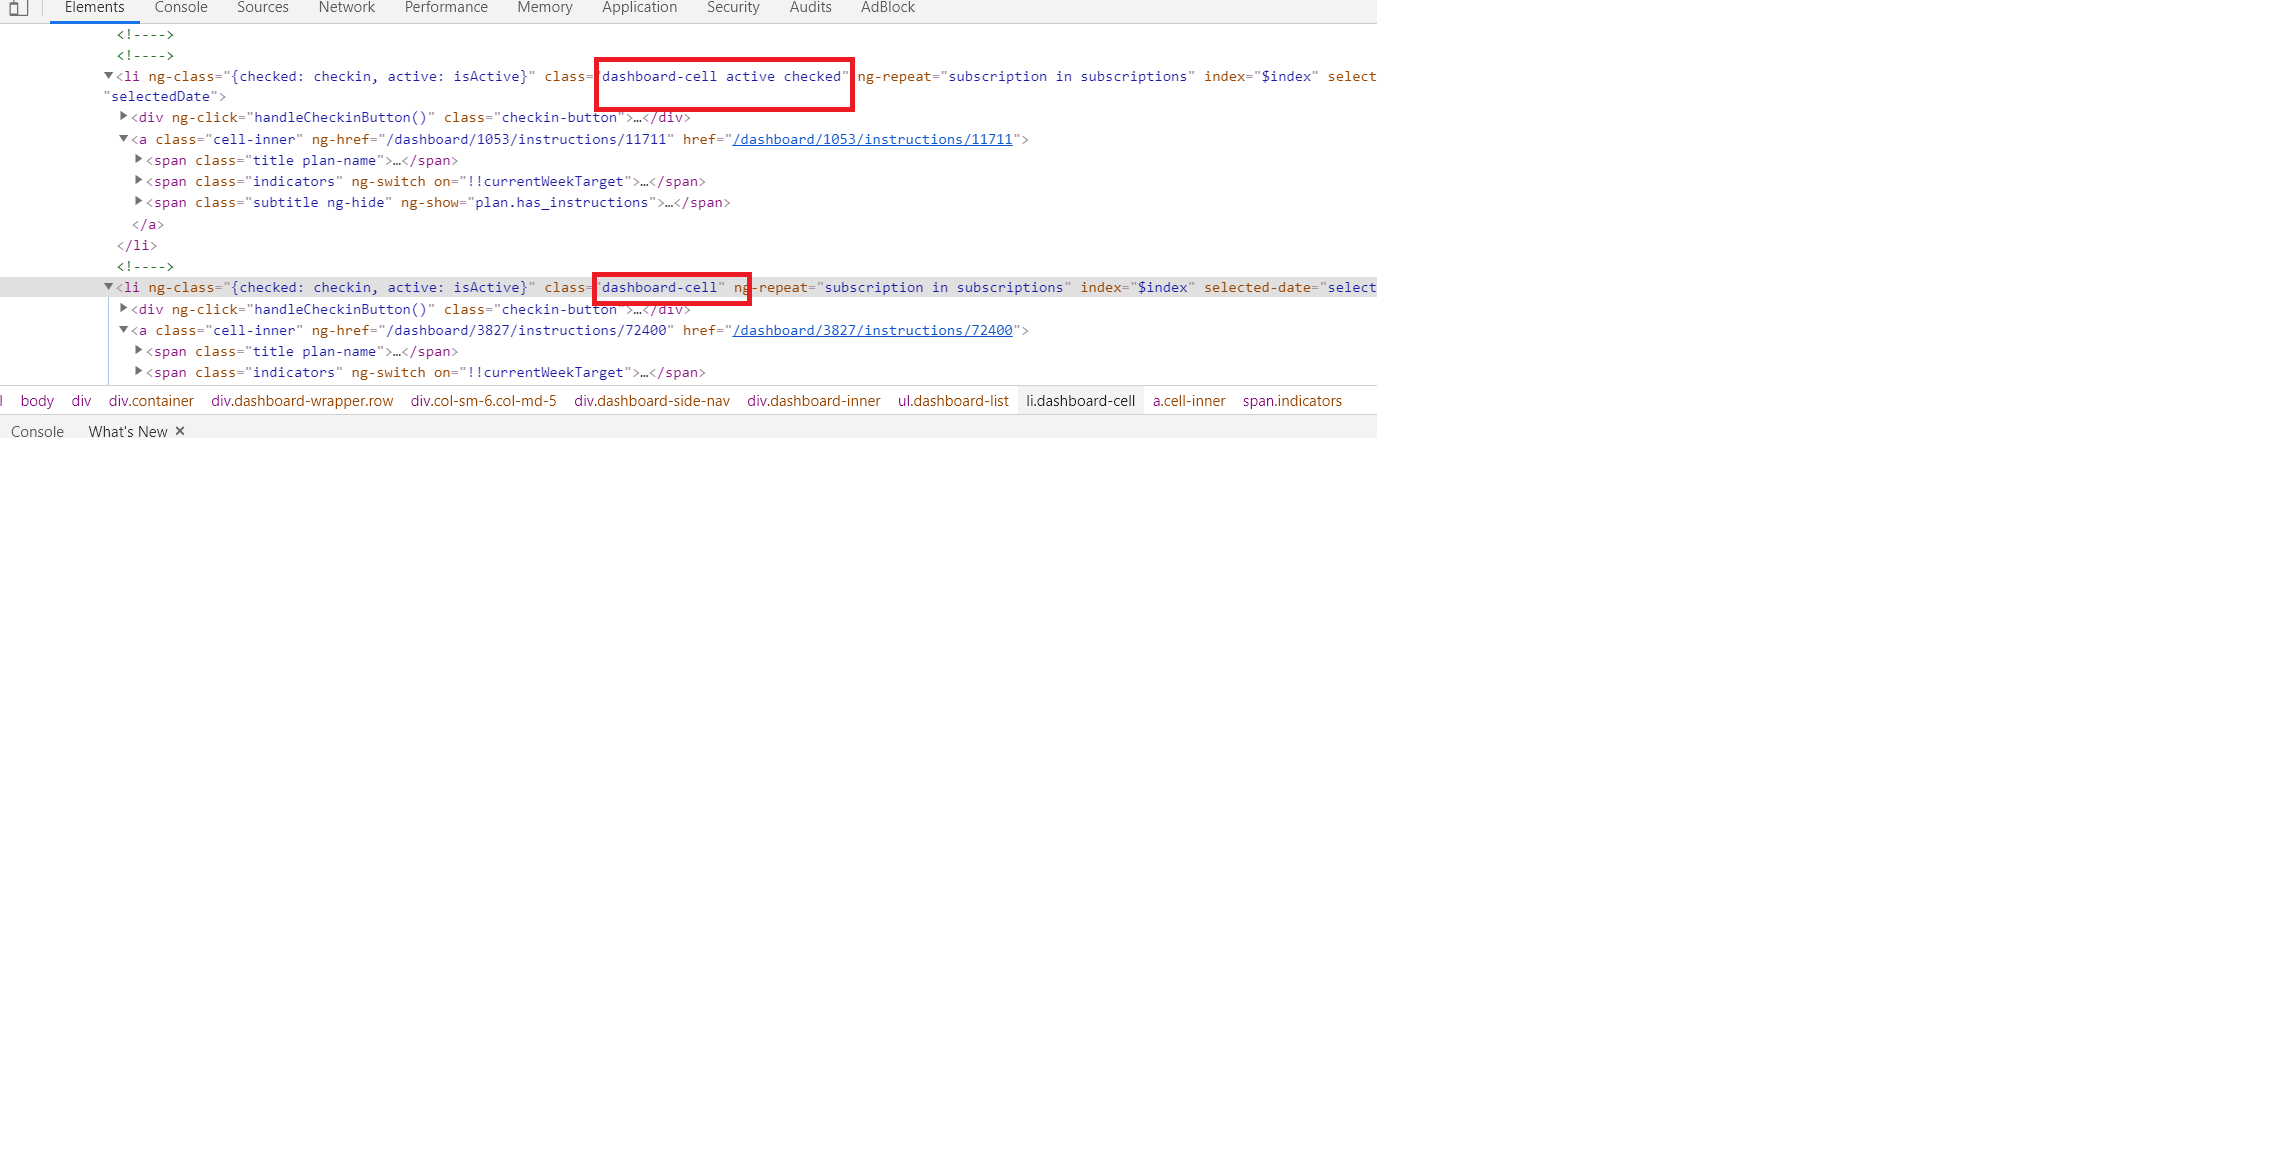 Elements Console Sources Network Performance Memory Application Security Audits AdBlock
<!---->
<!---->
<li ng-class="{checked: checkin, active: isActive}" class="dashboard-cell active checked" ng-repeat="subscription in subscriptions" index="$index" select
"selectedDate">
<div ng-click="handleCheckinButton()" class="checkin-button">…</div>
<a class="cell-inner" ng-href="/dashboard/1053/instructions/11711" href="/dashboard/1053/instructions/11711">
<span class="title plan-name">…</span>
<span class="indicators" ng-switch on="!!currentWeekTarget">…</span>
<span class="subtitle ng-hide" ng-show="plan.has_instructions">…</span>
</a>
</li>
<!---->
<li ng-class="{checked: checkin, active: isActive}" class="dashboard-cell" ng-repeat="subscription in subscriptions" index="$index" selected-date="select
<div ng-click="handleCheckinButton()" class="checkin-button">…</div>
<a class="cell-inner" ng-href="/dashboard/3827/instructions/72400" href="/dashboard/3827/instructions/72400">
<span class="title plan-name">…</span>
<span class="indicators" ng-switch on="!!currentWeekTarget">…</span>
l body div div.container div.dashboard-wrapper.row div.col-sm-6.col-md-5 div.dashboard-side-nav div.dashboard-inner ul.dashboard-list li.dashboard-cell a.cell-inner span.indicators
Console What's New ×